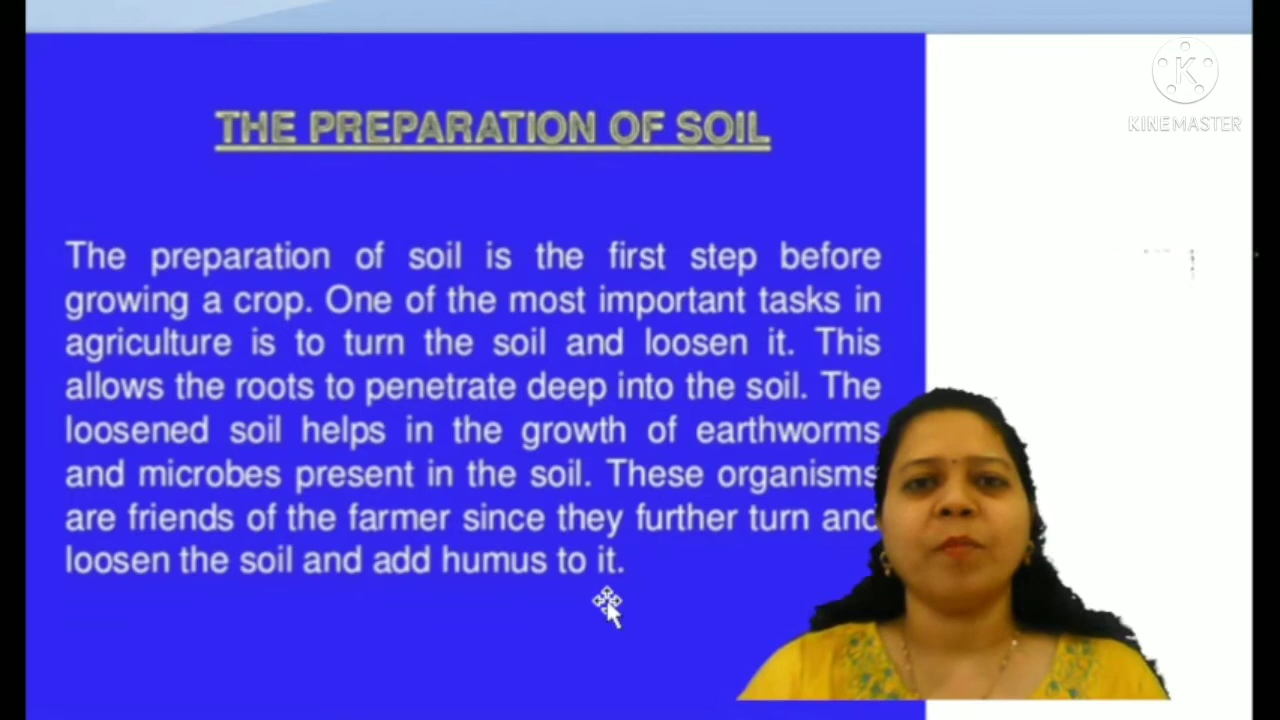 THE PREPARATION OF SOIL
The preparation of soil is the first step before
growing a crop. One of the most important tasks in
agriculture is to turn the soil and loosen it. This
allows the roots to penetrate deep into the soil. The
loosened soil helps in the growth of earthworms
and microbes present in the soil. These organisms
are friends of the farmer since they further turn and
loosen the soil and add humus to it.
K
KINEMASTER